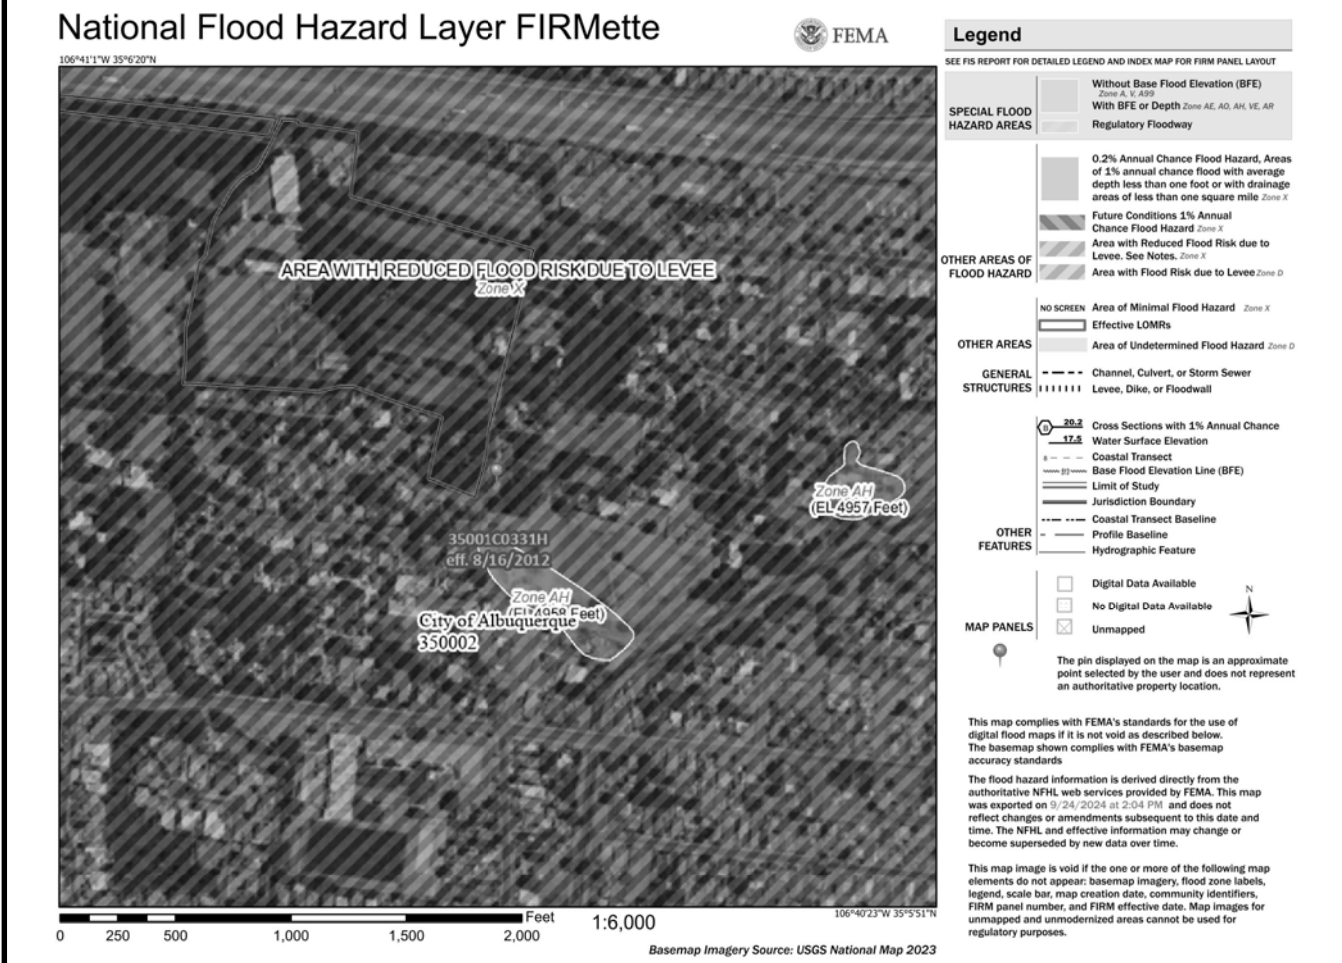 National Flood Hazard Layer FIRMette
FEMA
106°41'1"W 35°6'20"N
AREA WITH REDUCED FLOOD RISK DUE TO LEVEE
Zone X
Zone AH
(EL 4957 Feet)
35001C0331H
eff. 8/16/2012
Zone AH
(EL 4958 Feet)
City of Albuquerque
350002
106°40'23"W 35°5'51"N
Feet
1:6,000
0 250 500 1,000 1,500 2,000
Basemap Imagery Source: USGS National Map 2023
Legend
SEE FIS REPORT FOR DETAILED LEGEND AND INDEX MAP FOR FIRM PANEL LAYOUT
SPECIAL FLOOD
HAZARD AREAS
Without Base Flood Elevation (BFE)
Zone A, V, A99
With BFE or Depth Zone AE, AO, AH, VE, AR
Regulatory Floodway
OTHER AREAS OF
FLOOD HAZARD
0.2% Annual Chance Flood Hazard, Areas
of 1% annual chance flood with average
depth less than one foot or with drainage
areas of less than one square mile Zone X
Future Conditions 1% Annual
Chance Flood Hazard Zone X
Area with Reduced Flood Risk due to
Levee. See Notes. Zone X
Area with Flood Risk due to Levee Zone D
OTHER AREAS
NO SCREEN Area of Minimal Flood Hazard Zone X
Effective LOMRs
Area of Undetermined Flood Hazard Zone D
GENERAL
STRUCTURES
Channel, Culvert, or Storm Sewer
Levee, Dike, or Floodwall
OTHER
FEATURES
B 20.2 Cross Sections with 1% Annual Chance
17.5 Water Surface Elevation
8 Coastal Transect
Base Flood Elevation Line (BFE)
Limit of Study
Jurisdiction Boundary
Coastal Transect Baseline
Profile Baseline
Hydrographic Feature
MAP PANELS
Digital Data Available
No Digital Data Available
Unmapped
N
The pin displayed on the map is an approximate
point selected by the user and does not represent
an authoritative property location.
This map complies with FEMA's standards for the use of
digital flood maps if it is not void as described below.
The basemap shown complies with FEMA's basemap
accuracy standards
The flood hazard information is derived directly from the
authoritative NFHL web services provided by FEMA. This map
was exported on 9/24/2024 at 2:04 PM and does not
reflect changes or amendments subsequent to this date and
time. The NFHL and effective information may change or
become superseded by new data over time.
This map image is void if the one or more of the following map
elements do not appear: basemap imagery, flood zone labels,
legend, scale bar, map creation date, community identifiers,
FIRM panel number, and FIRM effective date. Map images for
unmapped and unmodernized areas cannot be used for
regulatory purposes.